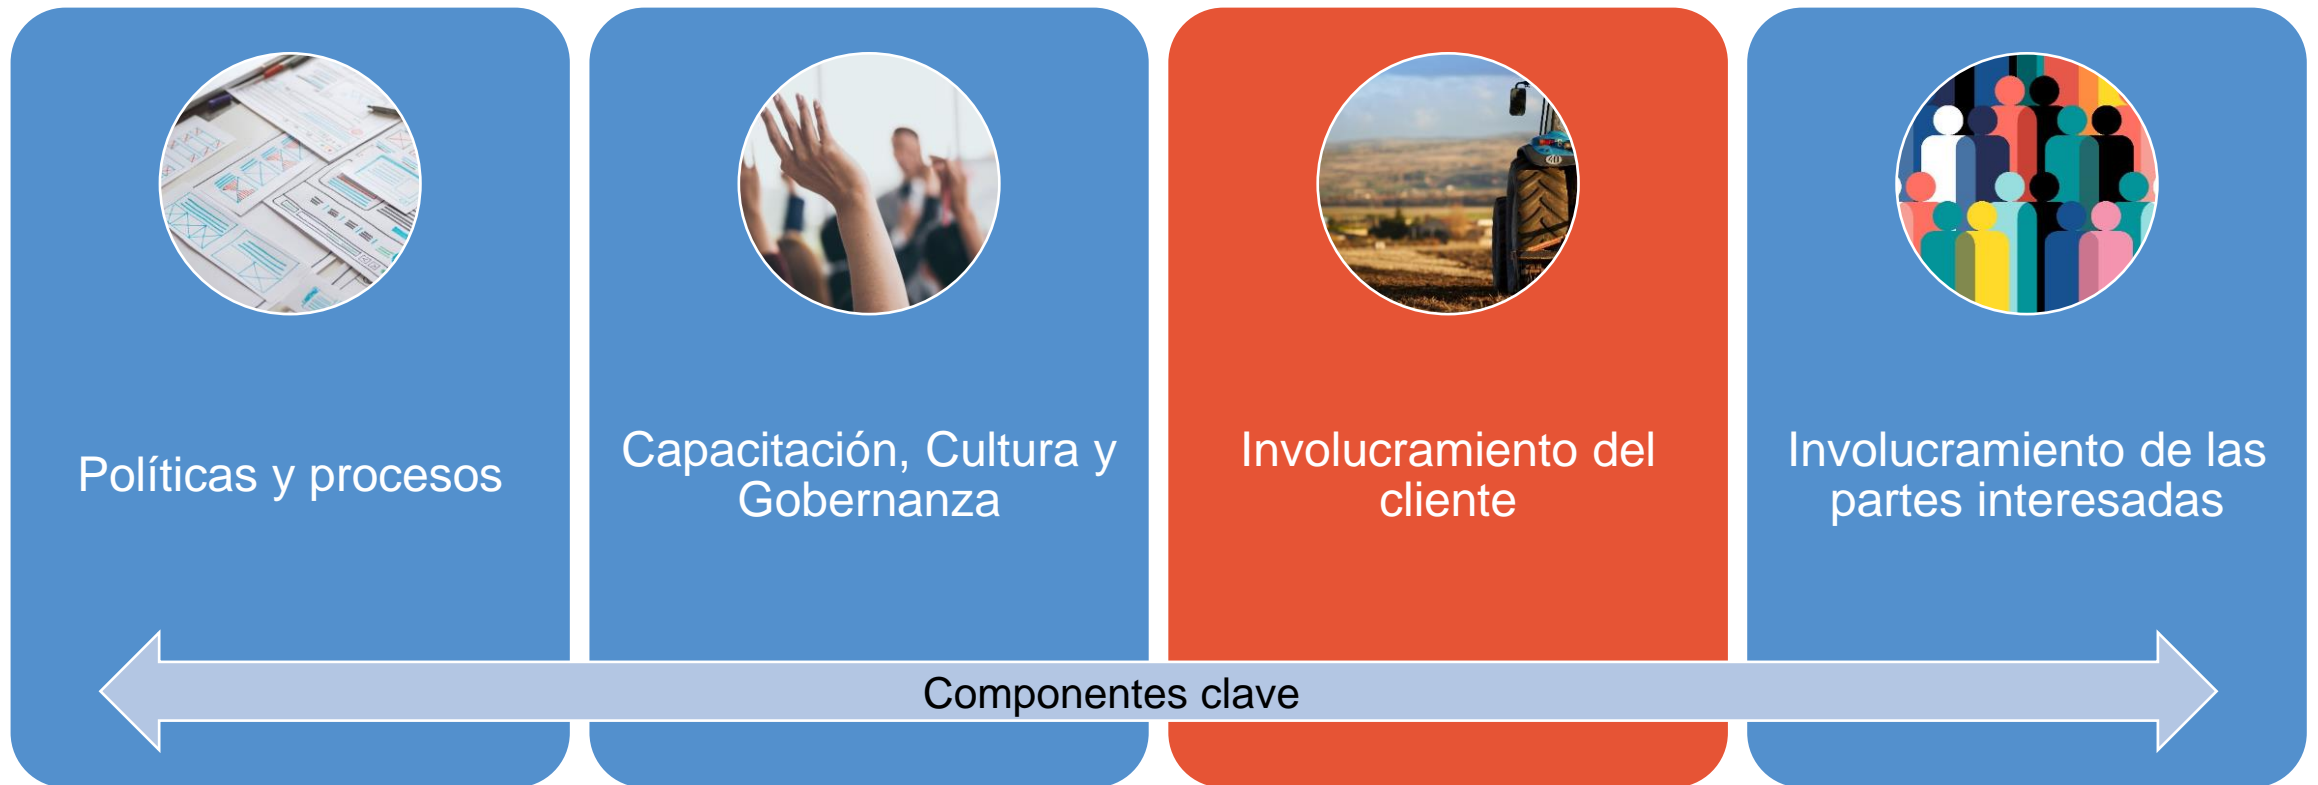 Políticas y procesos
Capacitación, Cultura y
Gobernanza
Involucramiento del
cliente
Involucramiento de las
partes interesadas
Componentes clave